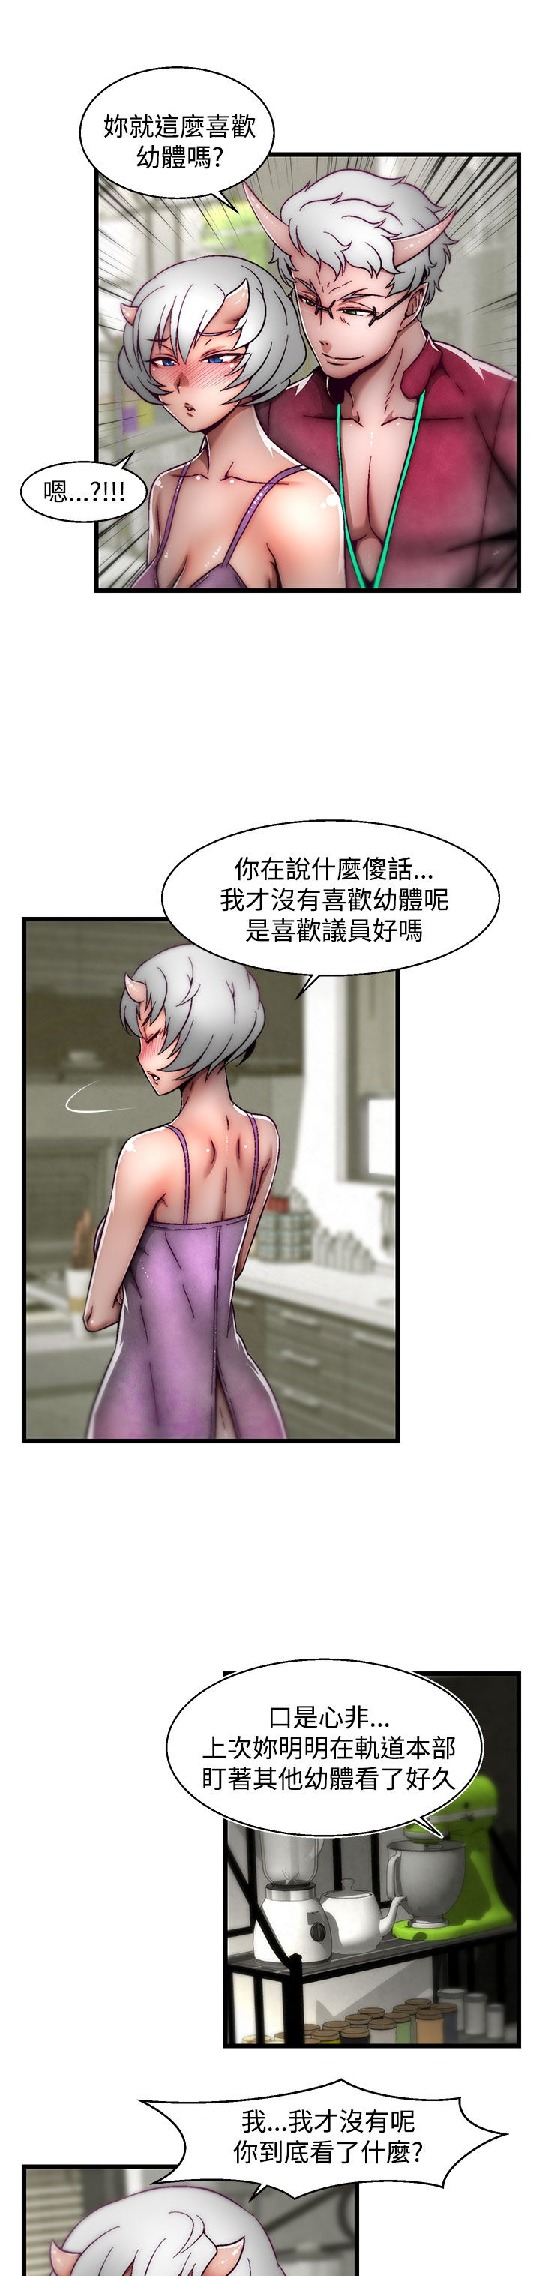 妳就這麼喜歡
幼體嗎?
嗯...?!!!
你在說什麼傻話...
我才沒有喜歡幼體呢
是喜歡議員好嗎
口是心非...
上次妳明明在軌道本部
盯著其他幼體看了好久
我...我才沒有呢
你到底看了什麼?